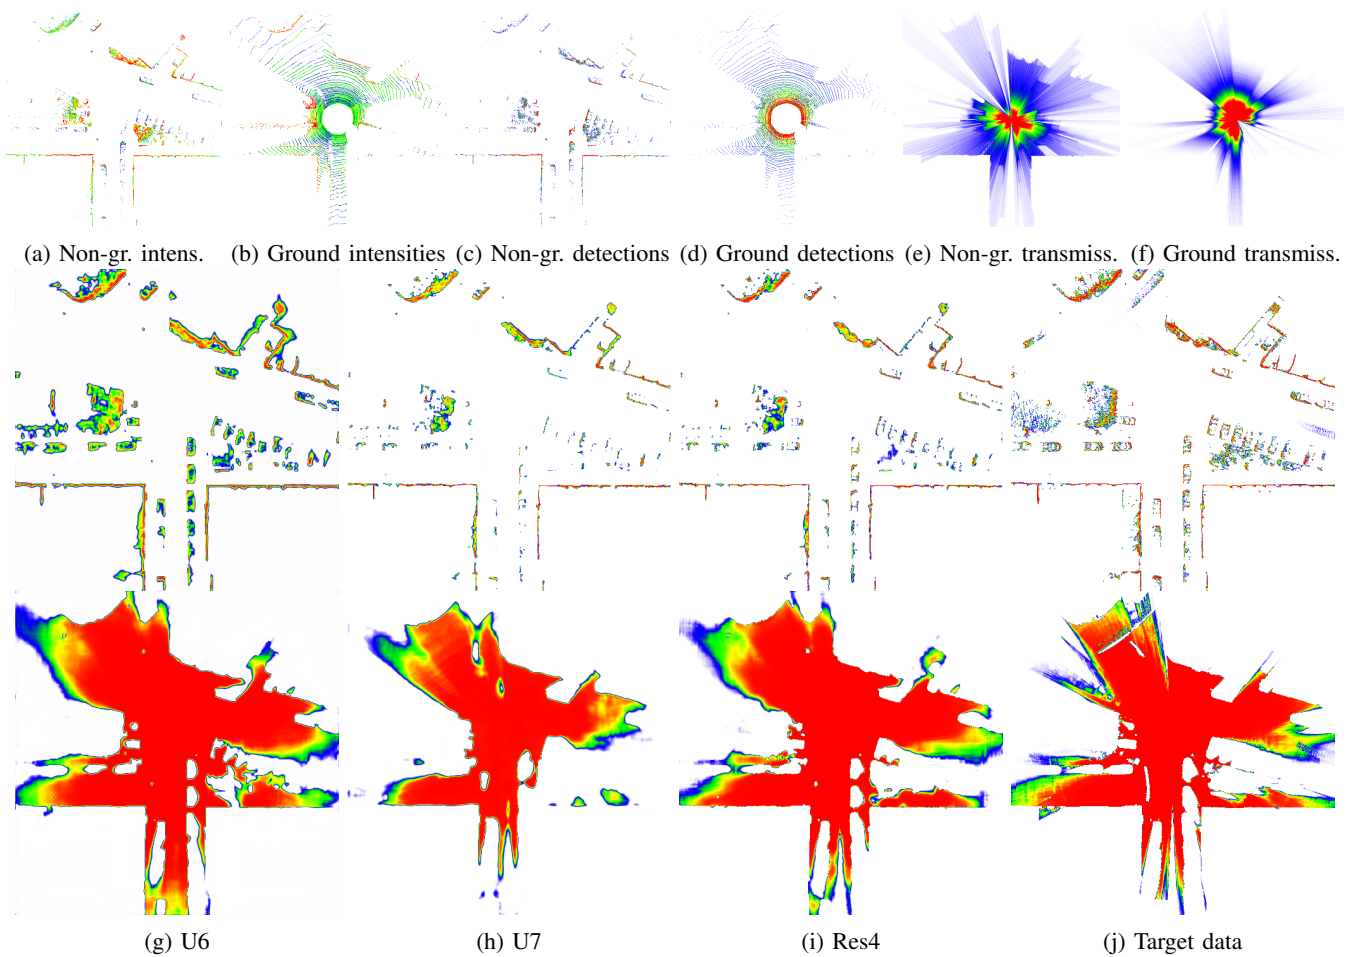 (a) Non-gr. intens. (b) Ground intensities (c) Non-gr. detections (d) Ground detections (e) Non-gr. transmiss. (f) Ground transmiss.
(g) U6 (h) U7 (i) Res4 (j) Target data